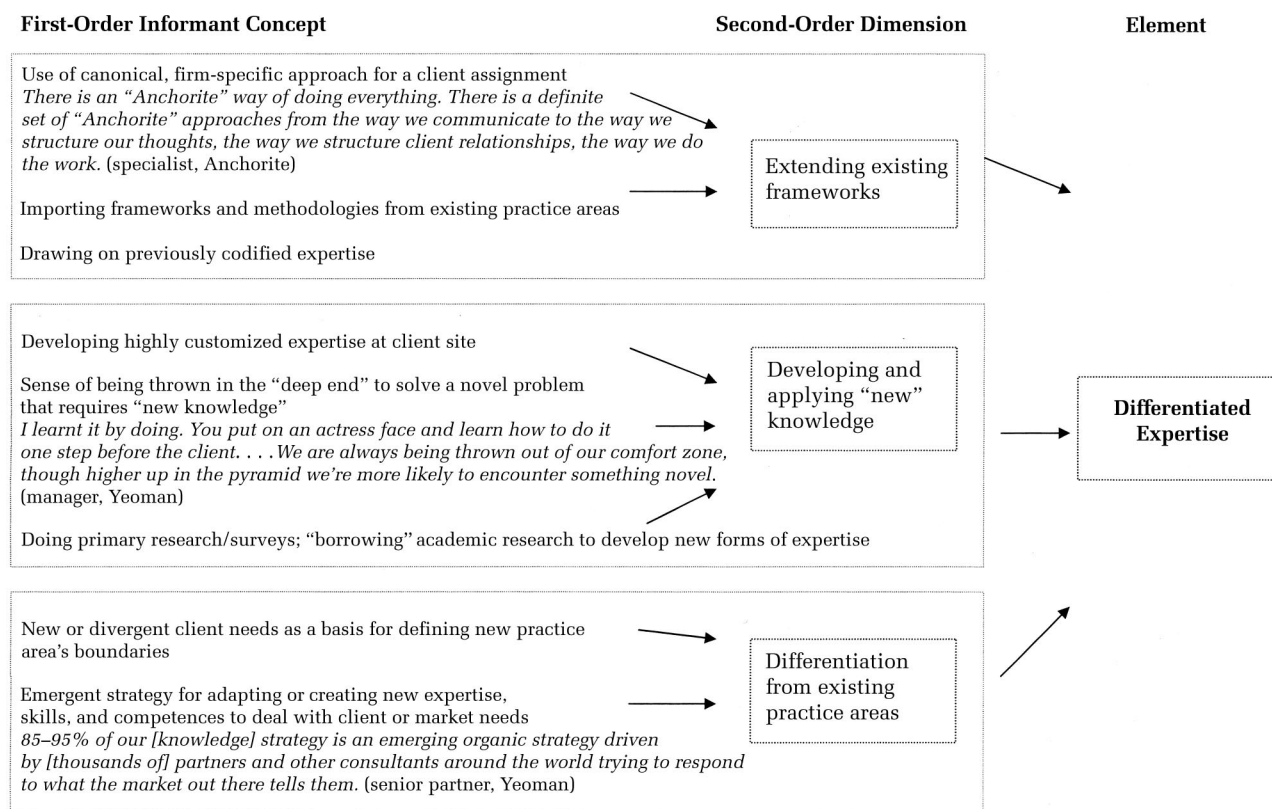 First-Order Informant Concept
Second-Order Dimension
Element
Use of canonical, firm-specific approach for a client assignment
There is an “Anchorite” way of doing everything. There is a definite
set of “Anchorite” approaches from the way we communicate to the way we
structure our thoughts, the way we structure client relationships, the way we do
the work. (specialist, Anchorite)
Importing frameworks and methodologies from existing practice areas
Drawing on previously codified expertise
Extending existing
frameworks
Developing highly customized expertise at client site
Sense of being thrown in the “deep end” to solve a novel problem
that requires “new knowledge”
I learnt it by doing. You put on an actress face and learn how to do it
one step before the client. . . . We are always being thrown out of our comfort zone,
though higher up in the pyramid we’re more likely to encounter something novel.
(manager, Yeoman)
Doing primary research/surveys; “borrowing” academic research to develop new forms of expertise
Developing and
applying “new”
knowledge
Differentiated
Expertise
New or divergent client needs as a basis for defining new practice
area’s boundaries
Emergent strategy for adapting or creating new expertise,
skills, and competences to deal with client or market needs
85–95% of our [knowledge] strategy is an emerging organic strategy driven
by [thousands of] partners and other consultants around the world trying to respond
to what the market out there tells them. (senior partner, Yeoman)
Differentiation
from existing
practice areas